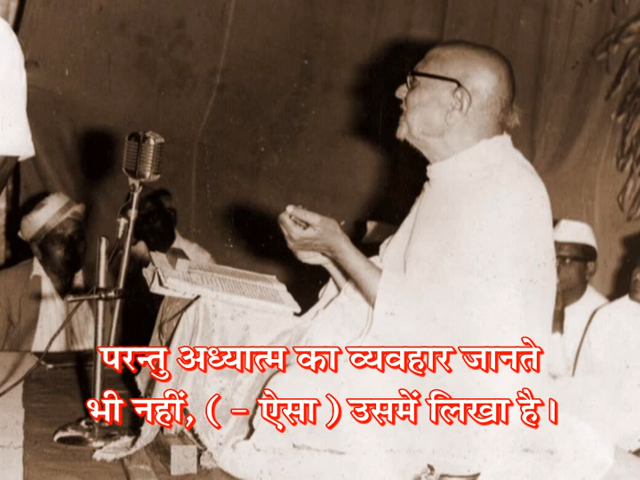 परन्तु अध्यात्म का व्यवहार जानते
भी नहीं, ( - ऐसा ) उसमें लिखा है।